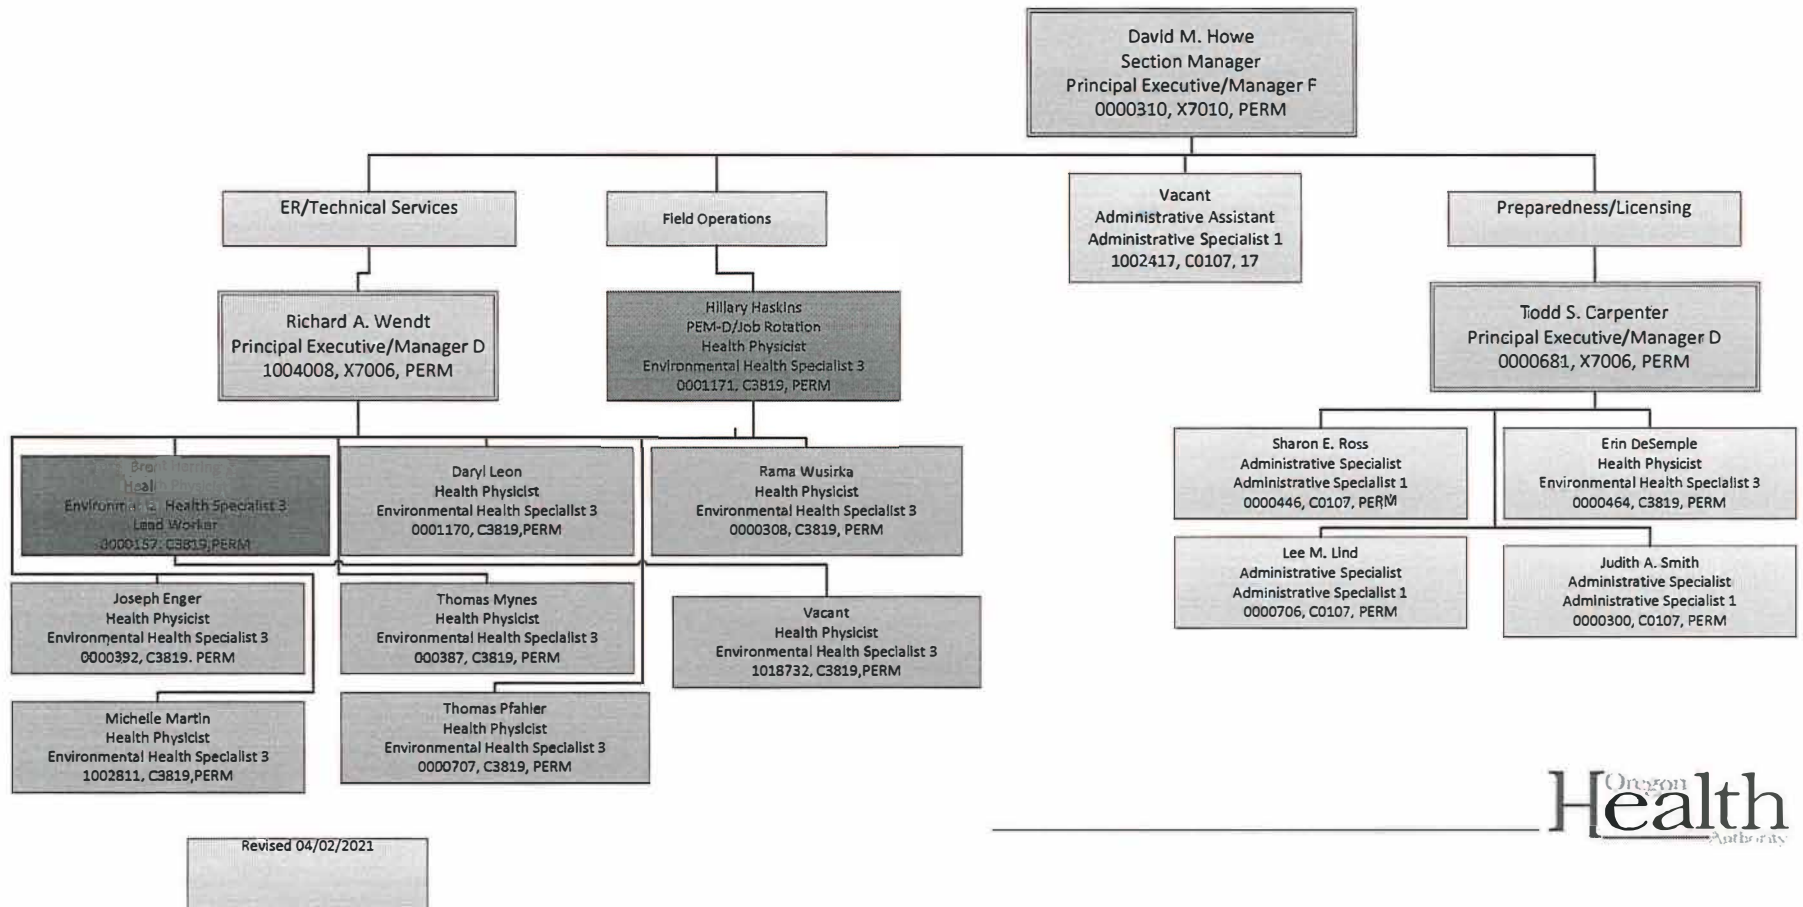 David M. Howe
Section Manager
Principal Executive/Manager F
0000310, X7010, PERM
ER/Technical Services
Field Operations
Vacant
Administrative Assistant
Administrative Specialist 1
1002417, C0107, 17
Preparedness/Licensing
Richard A. Wendt
Principal Executive/Manager D
1004008, X7006, PERM
Hillary Haskins
PEM-D/Job Rotation
Health Physicist
Environmental Health Specialist 3
0001171, C3819, PERM
Todd S. Carpenter
Principal Executive/Manager D
0000681, X7006, PERM
Brent Herring
Health Physicist
Environmental Health Specialist 3
Lead Worker
0000157, C3819,PERM
Daryl Leon
Health Physicist
Environmental Health Specialist 3
0001170, C3819,PERM
Rama Wusirka
Health Physicist
Environmental Health Specialist 3
0000308, C3819, PERM
Sharon E. Ross
Administrative Specialist
Administrative Specialist 1
0000446, C0107, PERM
Erin DeSemple
Health Physicist
Environmental Health Specialist 3
0000464, C3819, PERM
Joseph Enger
Health Physicist
Environmental Health Specialist 3
0000392, C3819. PERM
Thomas Mynes
Health Physicist
Environmental Health Specialist 3
000387, C3819, PERM
Vacant
Health Physicist
Environmental Health Specialist 3
1018732, C3819,PERM
Lee M. Lind
Administrative Specialist
Administrative Specialist 1
0000706, C0107, PERM
Judith A. Smith
Administrative Specialist
Administrative Specialist 1
0000300, C0107, PERM
Michelle Martin
Health Physicist
Environmental Health Specialist 3
1002811, C3819,PERM
Thomas Pfahler
Health Physicist
Environmental Health Specialist 3
0000707, C3819, PERM
Oregon
Health
Authority
Revised 04/02/2021